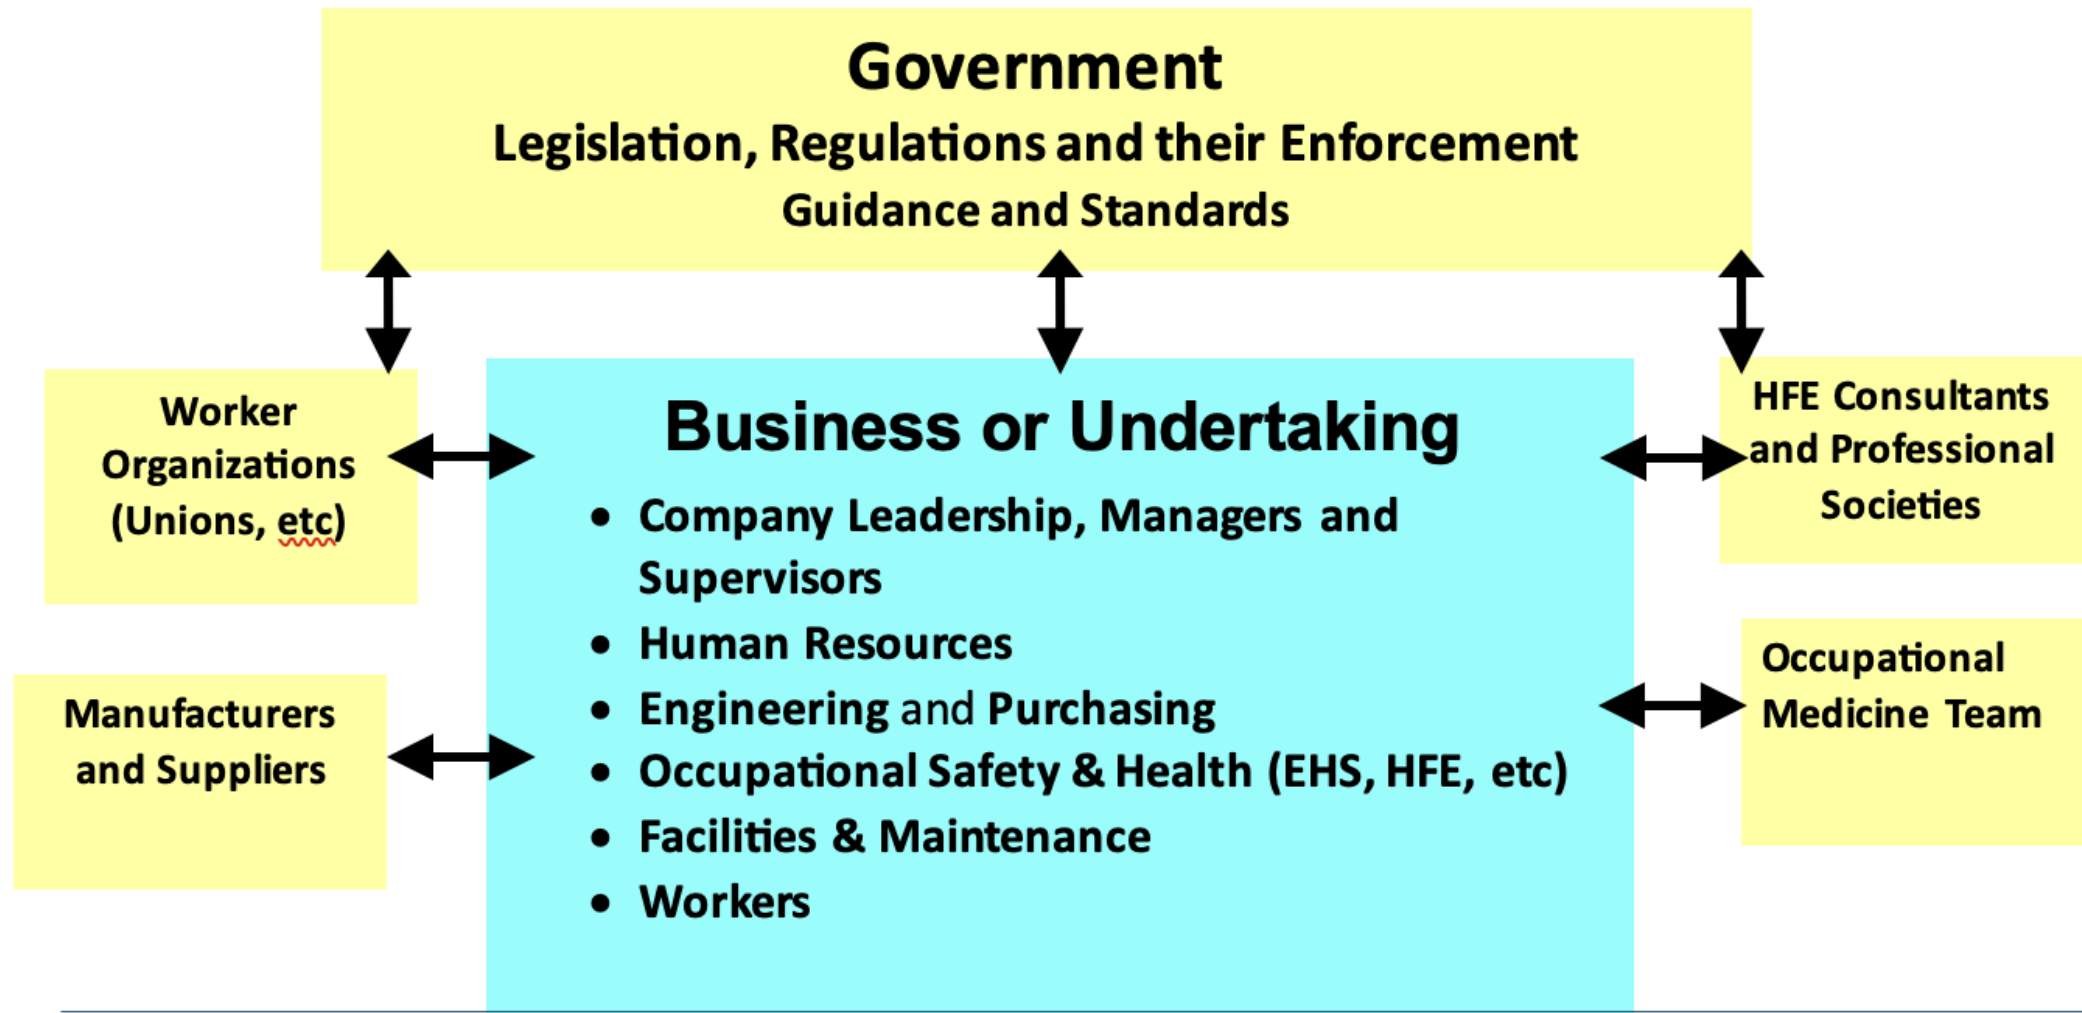 Government
Legislation, Regulations and their Enforcement
Guidance and Standards
Worker
Organizations
(Unions, etc)
Manufacturers
and Suppliers
Business or Undertaking
• Company Leadership, Managers and
Supervisors
• Human Resources
• Engineering and Purchasing
• Occupational Safety & Health (EHS, HFE, etc)
• Facilities & Maintenance
• Workers
HFE Consultants
and Professional
Societies
Occupational
Medicine Team